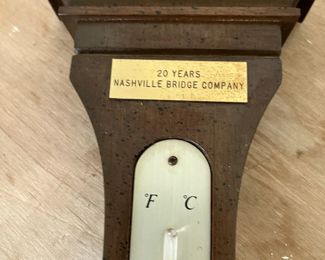 20 YEARS
NASHVILLE BRIDGE COMPANY
°F °C